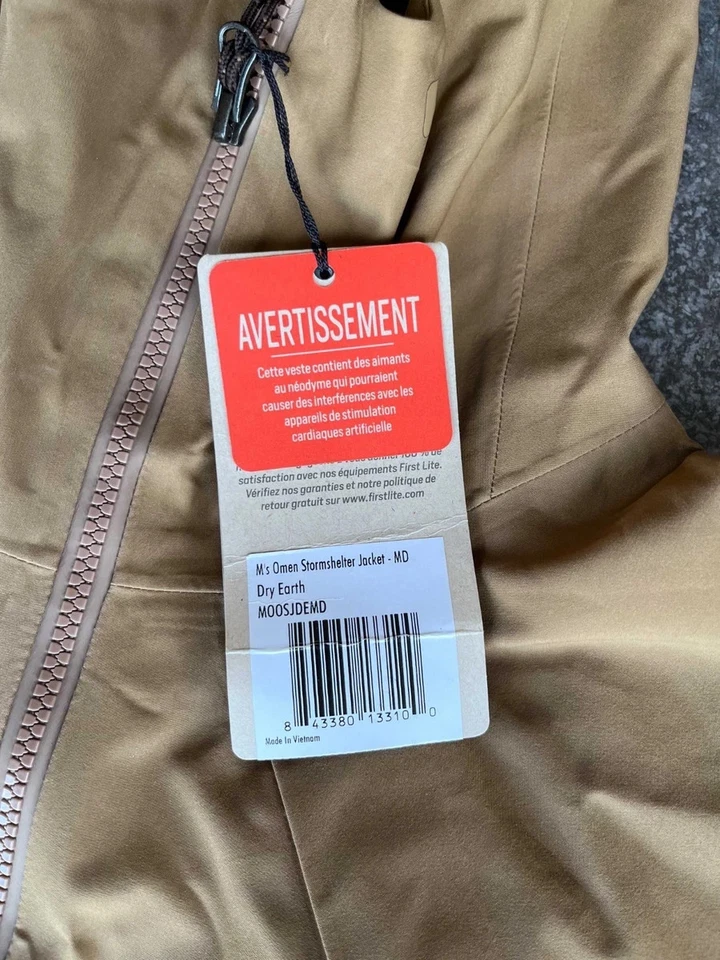 AVERTISSEMENT
Cette veste contient des aimants
au néodyme qui pourraient
causer des interférences avec les
appareils de stimulation
cardiaques artificielle
100 % de
satisfaction avec nos équipements First Lite.
Vérifiez nos garanties et notre politique de
retour gratuit sur www.firstlite.com
M's Omen Stormshelter Jacket - MD
Dry Earth
MOOSJDEMD
8 43380 13310 0
Made In Vietnam